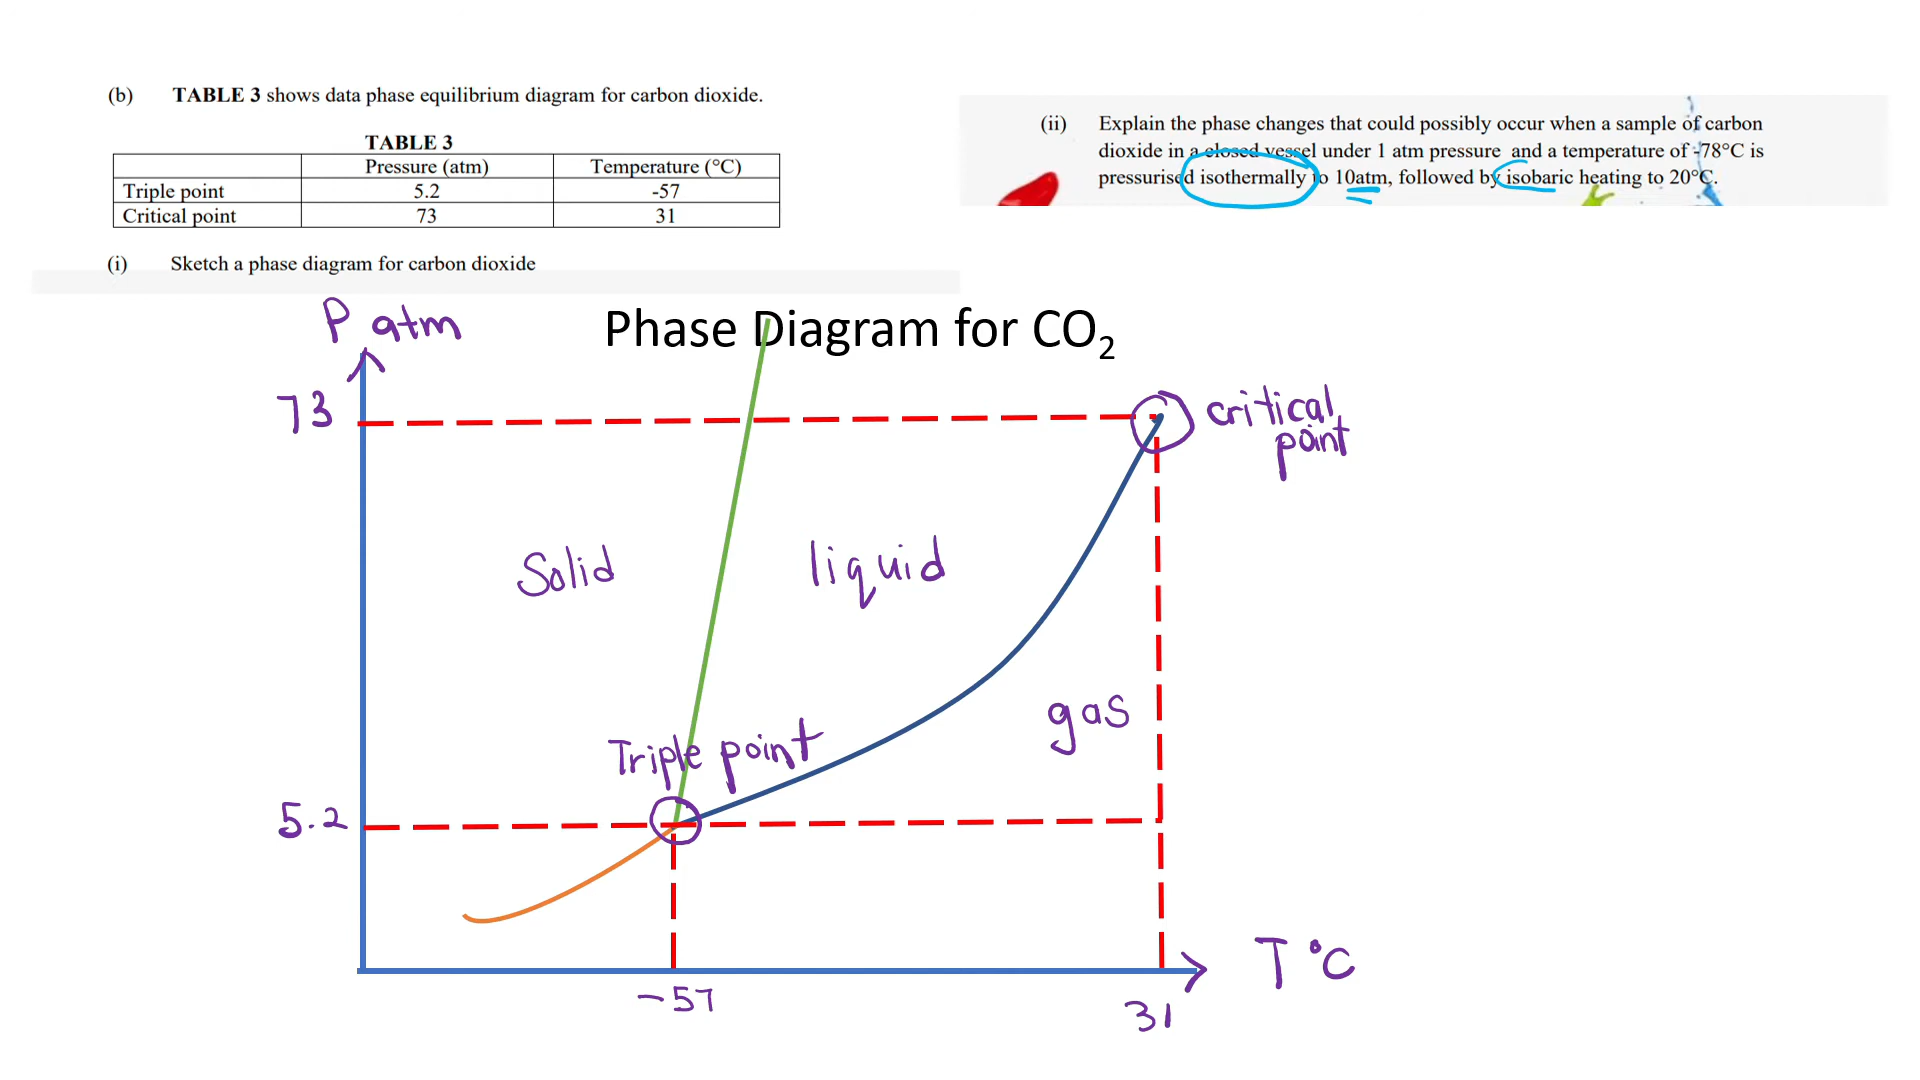 (b) TABLE 3 shows data phase equilibrium diagram for carbon dioxide.
TABLE 3
Pressure (atm) Temperature (°C)
Triple point 5.2 -57
Critical point 73 31
(i) Sketch a phase diagram for carbon dioxide
(ii) Explain the phase changes that could possibly occur when a sample of carbon
dioxide in a closed vessel under 1 atm pressure and a temperature of -78°C is
pressurised isothermally to 10atm, followed by isobaric heating to 20°C.
Phase Diagram for CO₂
P atm
73
critical
point
Solid
liquid
gas
Triple point
5.2
T °C
-57
31